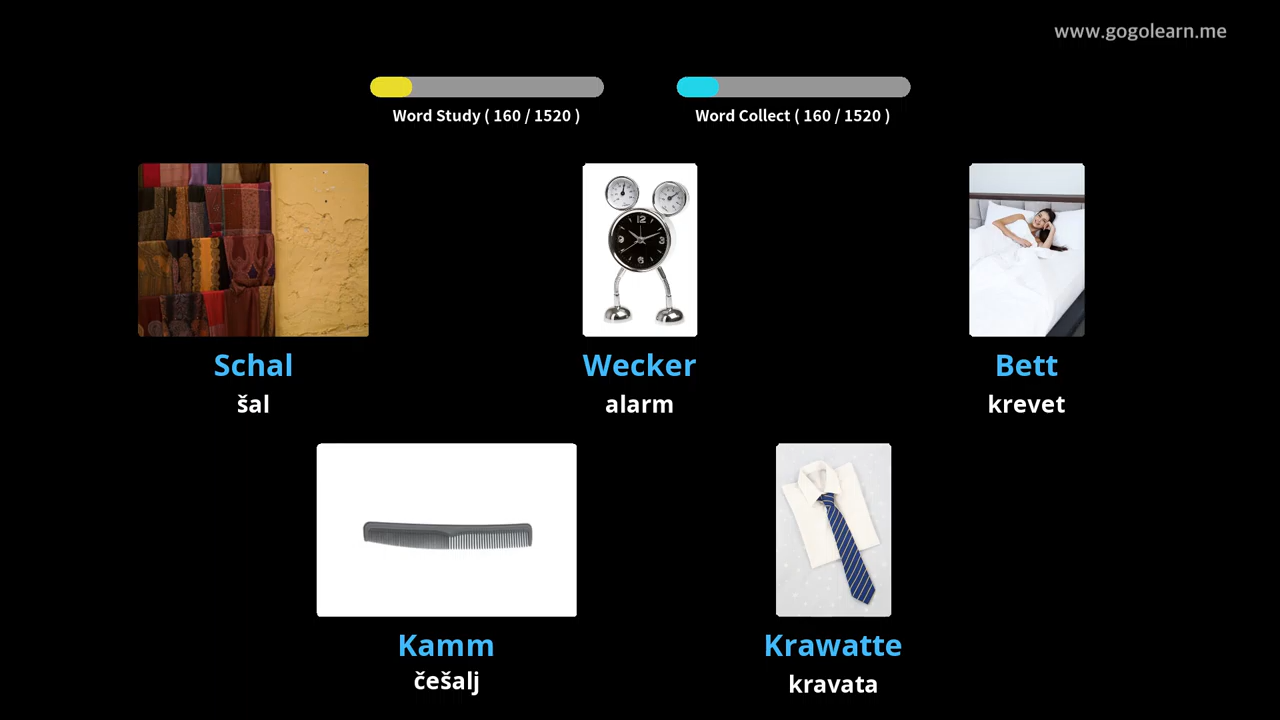 www.gogolearn.me
Word Study ( 160 / 1520 )
Word Collect ( 160 / 1520 )
Schal
šal
Wecker
alarm
Bett
krevet
Kamm
češalj
Krawatte
kravata